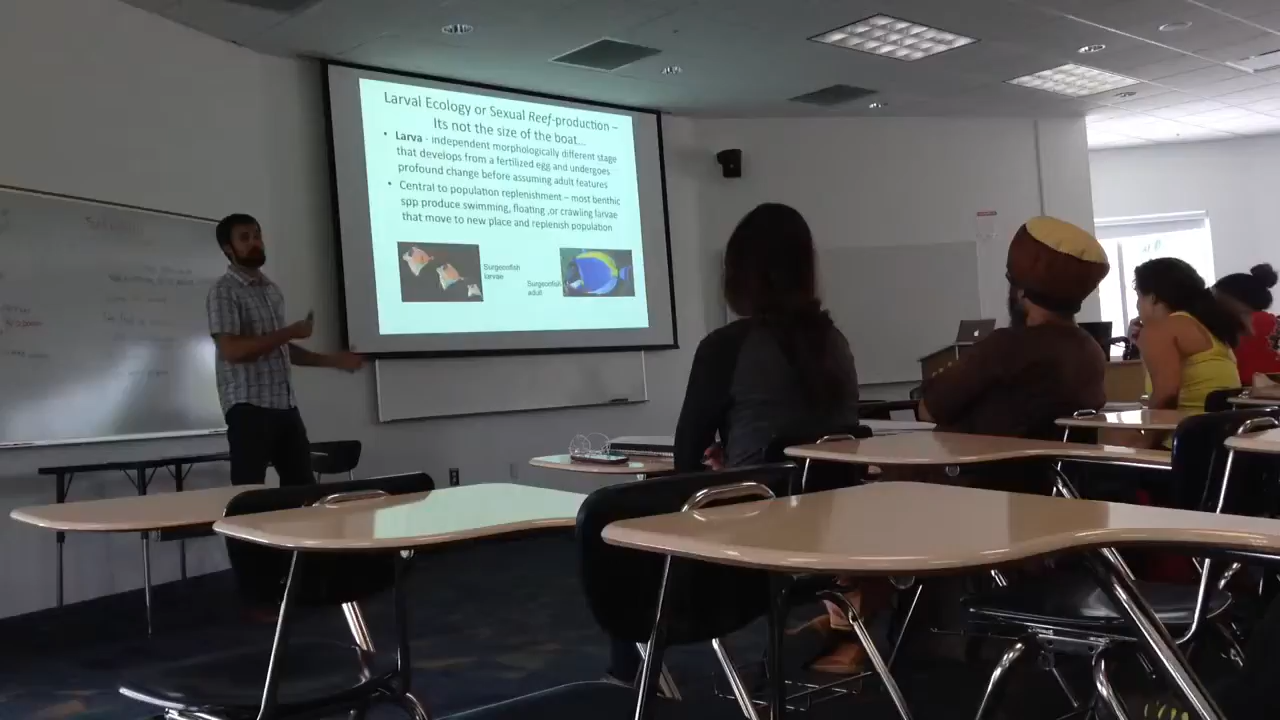 Larval Ecology or Sexual Reef-production –
Its not the size of the boat...
• Larva - independent morphologically different stage
that develops from a fertilized egg and undergoes
profound change before assuming adult features
• Central to population replenishment – most benthic
spp produce swimming, floating ,or crawling larvae
that move to new place and replenish population
Surgeonfish
larvae
Surgeonfish
adult